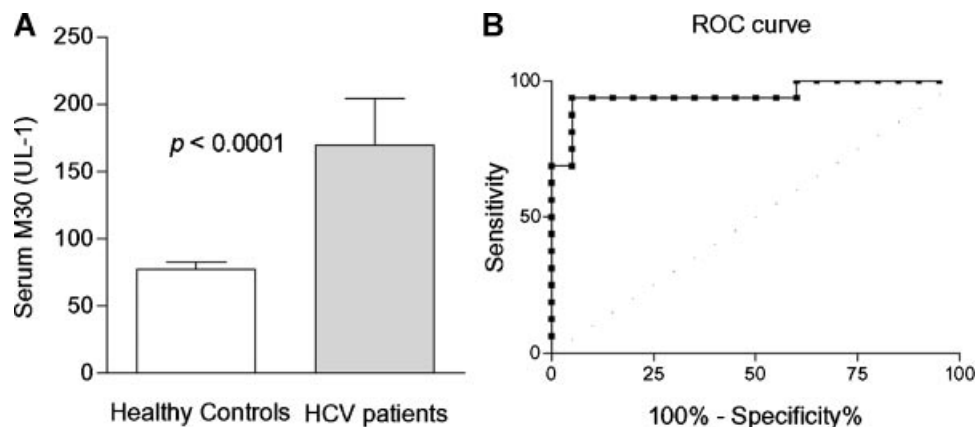 A
250
200
150
100
50
0
Serum M30 (UL-1)
p < 0.0001
Healthy Controls
HCV patients
B
ROC curve
100
50
0
Sensitivity
0
25
50
75
100
100% - Specificity%